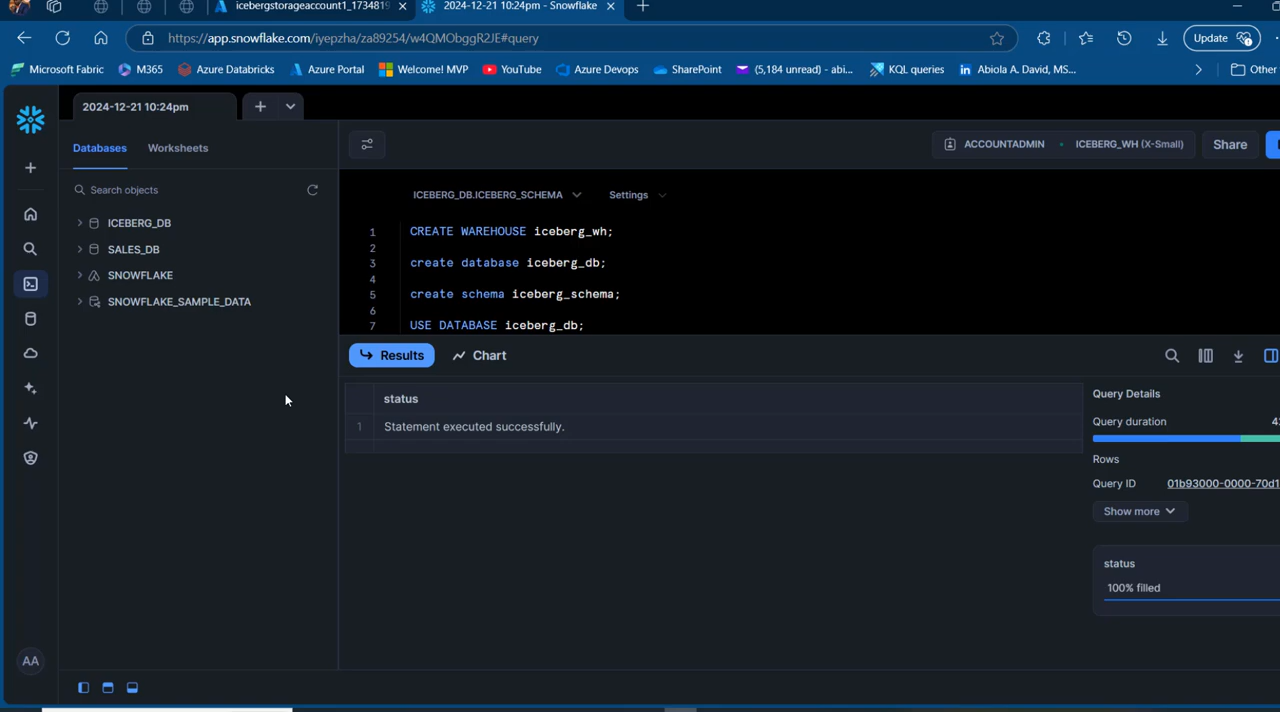 icebergstorageaccount1_1734819
2024-12-21 10:24pm - Snowflake
https://app.snowflake.com/iyepzha/za89254/w4QMObggR2JE#query
Update
Microsoft Fabric
M365
Azure Databricks
Azure Portal
Welcome! MVP
YouTube
Azure Devops
SharePoint
(5,184 unread) - abi...
KQL queries
Abiola A. David, MS...
Other
2024-12-21 10:24pm
Databases
Worksheets
ACCOUNTADMIN
ICEBERG_WH (X-Small)
Share
Search objects
ICEBERG_DB.ICEBERG_SCHEMA
Settings
ICEBERG_DB
SALES_DB
SNOWFLAKE
SNOWFLAKE_SAMPLE_DATA
1 CREATE WAREHOUSE iceberg_wh;
2
3 create database iceberg_db;
4
5 create schema iceberg_schema;
6
7 USE DATABASE iceberg_db;
Results
Chart
status
1 Statement executed successfully.
Query Details
Query duration
Rows
Query ID 01b93000-0000-70d1
Show more
status
100% filled
AA